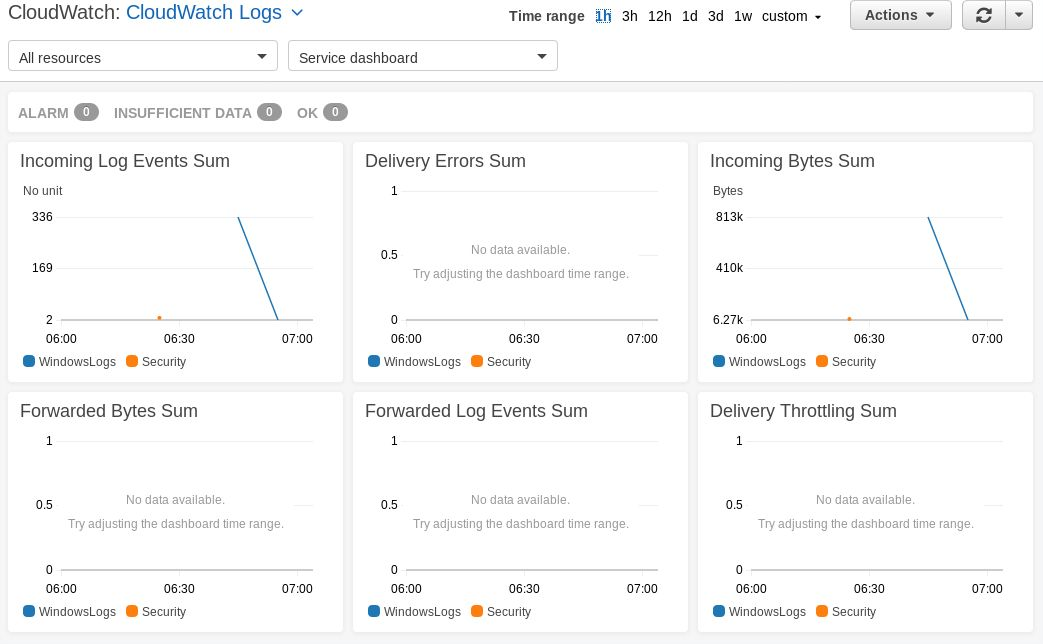 CloudWatch: CloudWatch Logs
Time range 1h 3h 12h 1d 3d 1w custom
Actions
All resources
Service dashboard
ALARM 0 INSUFFICIENT DATA 0 OK 0
Incoming Log Events Sum
No unit
336
169
2
06:00 06:30 07:00
WindowsLogs Security
Delivery Errors Sum
1
0.5
No data available.
Try adjusting the dashboard time range.
0
06:00 06:30 07:00
WindowsLogs Security
Incoming Bytes Sum
Bytes
813k
410k
6.27k
06:00 06:30 07:00
WindowsLogs Security
Forwarded Bytes Sum
1
0.5
No data available.
Try adjusting the dashboard time range.
0
06:00 06:30 07:00
WindowsLogs Security
Forwarded Log Events Sum
1
0.5
No data available.
Try adjusting the dashboard time range.
0
06:00 06:30 07:00
WindowsLogs Security
Delivery Throttling Sum
1
0.5
No data available.
Try adjusting the dashboard time range.
0
06:00 06:30 07:00
WindowsLogs Security